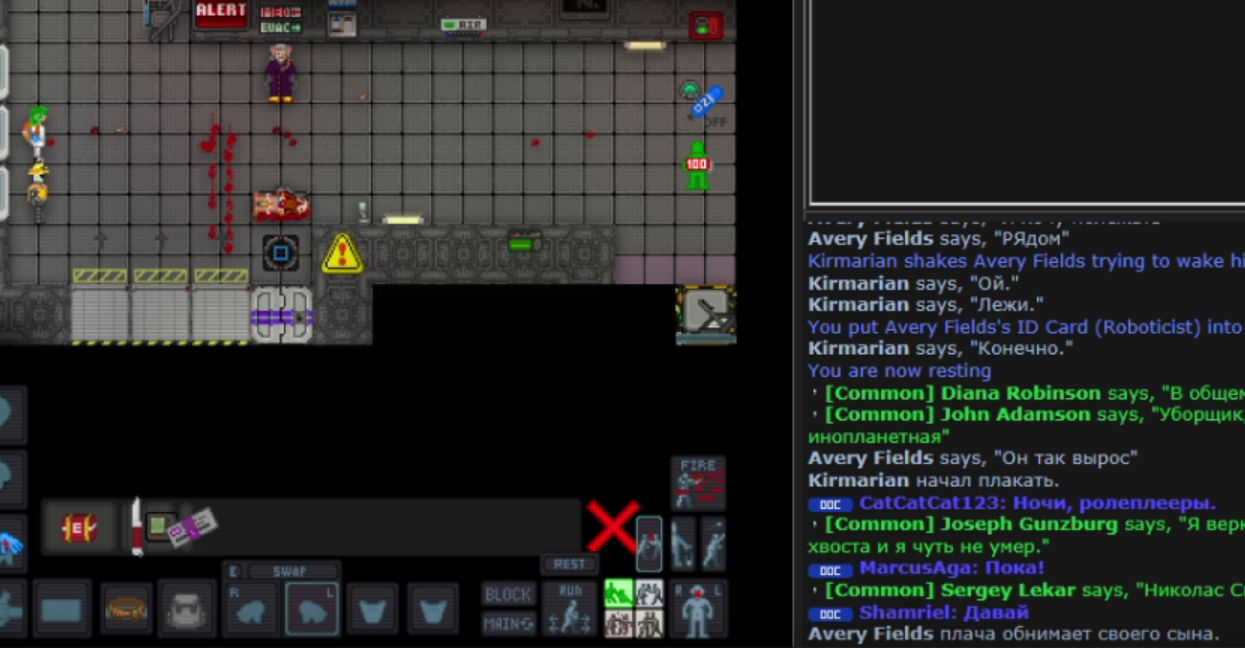 ALERT
MED
EVAC
AIR
N.
OZI
OFF
100
E
E SWAP
R
L
REST
BLOCK
MAIN
RUN
FIRE
R L
Avery Fields says, "РЯдом"
Kirmarian shakes Avery Fields trying to wake hi
Kirmarian says, "Ой."
Kirmarian says, "Лежи."
You put Avery Fields's ID Card (Roboticist) into
Kirmarian says, "Конечно."
You are now resting
[Common] Diana Robinson says, "В общем
[Common] John Adamson says, "Уборщик,
инопланетная"
Avery Fields says, "Он так вырос"
Kirmarian начал плакать.
OOC CatCatCat123: Ночи, ролеплееры.
[Common] Joseph Gunzburg says, "Я верн
хвоста и я чуть не умер."
OOC MarcusAga: Пока!
[Common] Sergey Lekar says, "Николас С
OOC Shamriel: Давай
Avery Fields плача обнимает своего сына.